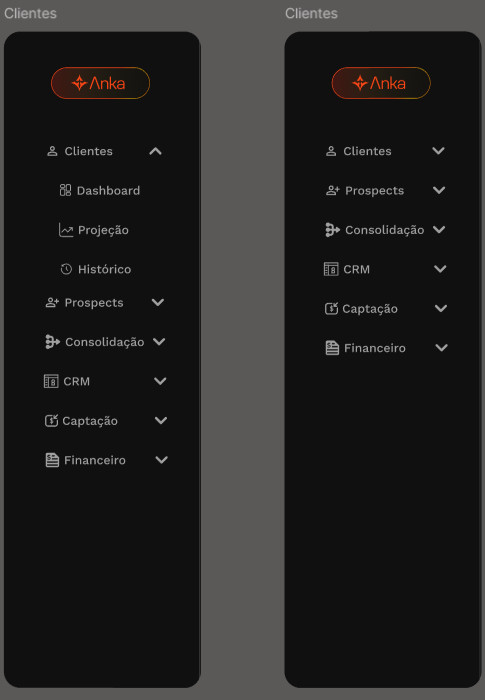 Clientes
Anka
Clientes
Dashboard
Projeção
Histórico
Prospects
Consolidação
CRM
Captação
Financeiro
Clientes
Anka
Clientes
Prospects
Consolidação
CRM
Captação
Financeiro